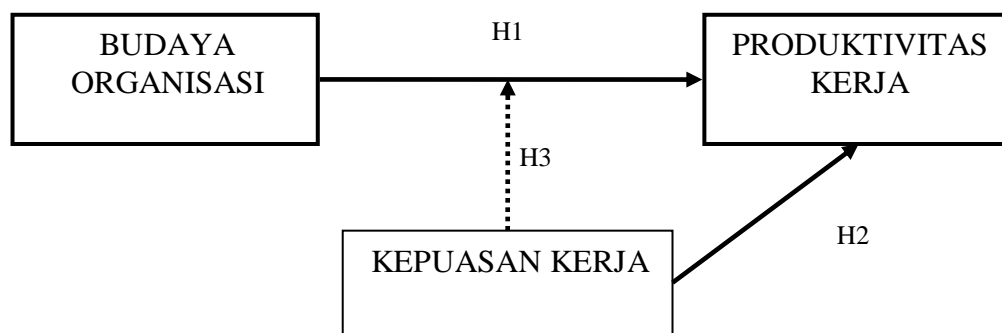 H1
BUDAYA
ORGANISASI
PRODUKTIVITAS
KERJA
H3
H2
KEPUASAN KERJA